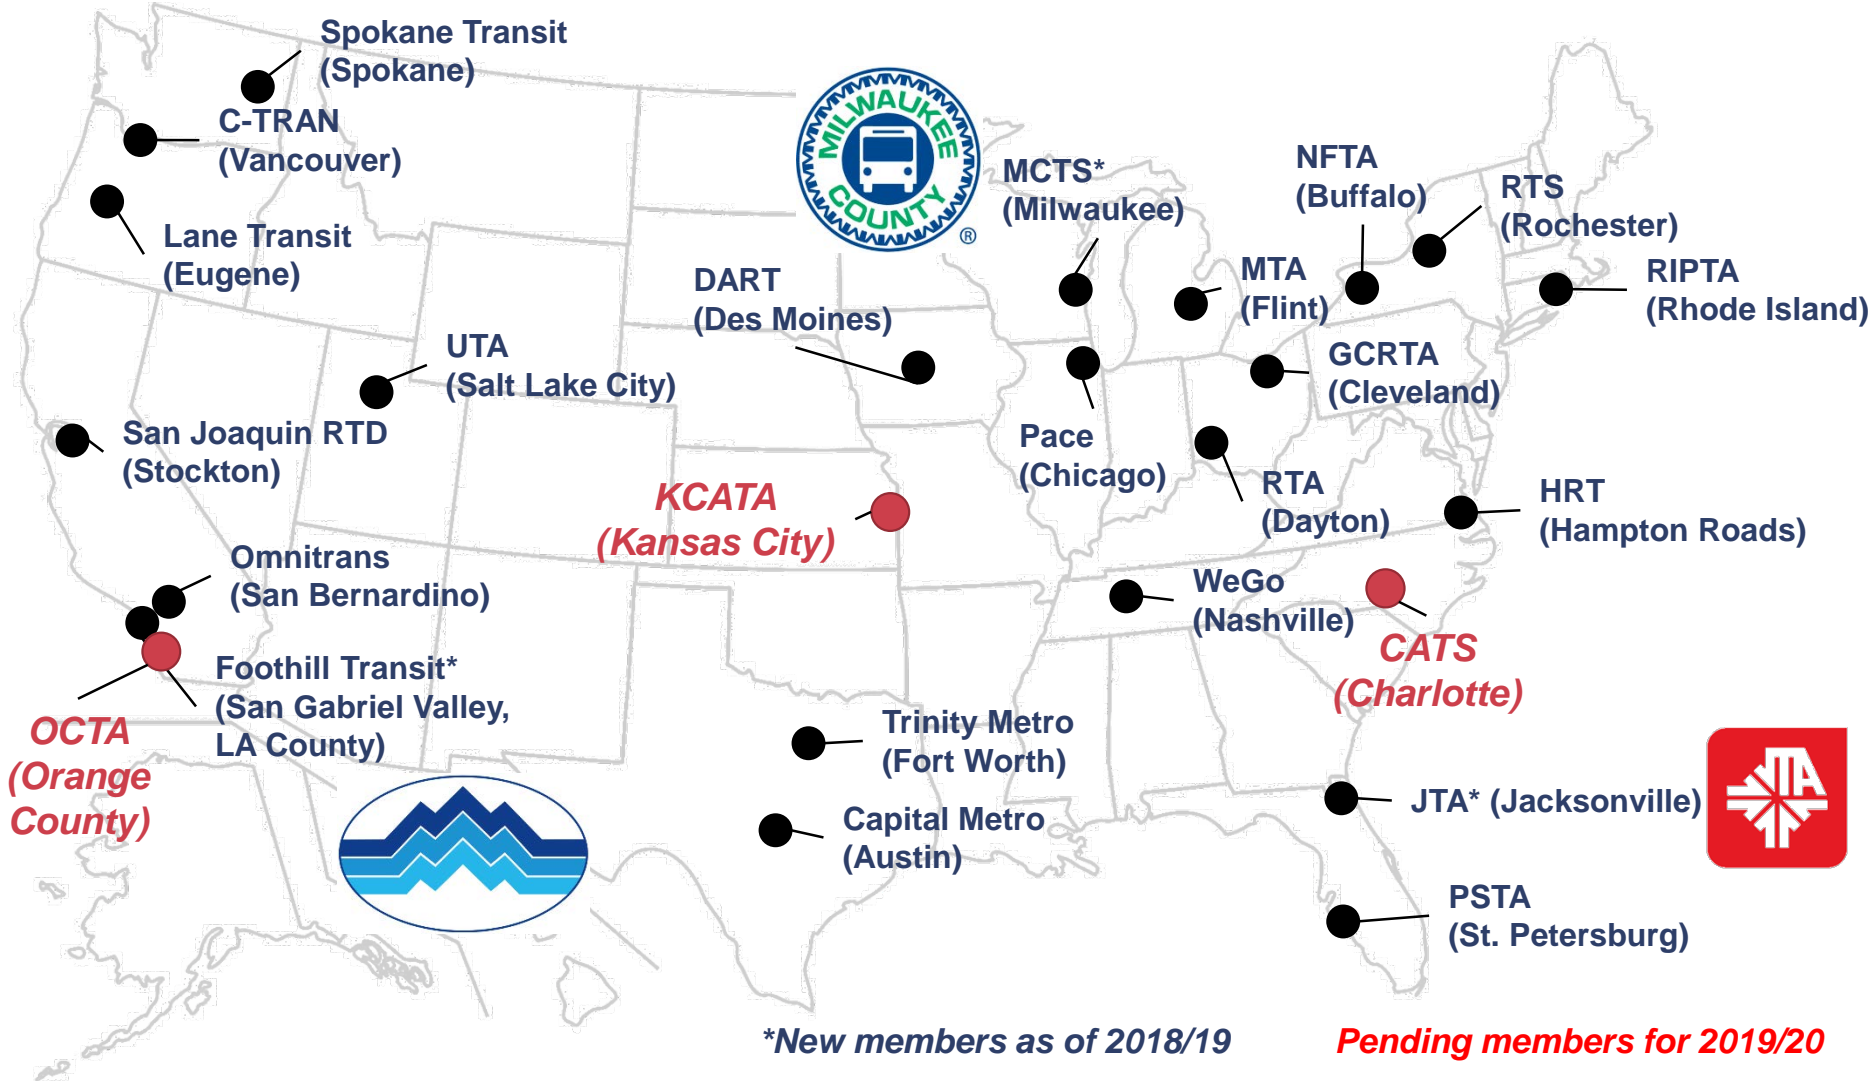 Spokane Transit
(Spokane)
C-TRAN
(Vancouver)
Lane Transit
(Eugene)
UTA
(Salt Lake City)
San Joaquin RTD
(Stockton)
Omnitrans
(San Bernardino)
Foothill Transit*
(San Gabriel Valley,
LA County)
OCTA
(Orange
County)
MILWAUKEE
COUNTY
®
MCTS*
(Milwaukee)
DART
(Des Moines)
KCATA
(Kansas City)
Pace
(Chicago)
MTA
(Flint)
NFTA
(Buffalo)
RTS
(Rochester)
RIPTA
(Rhode Island)
GCRTA
(Cleveland)
RTA
(Dayton)
HRT
(Hampton Roads)
WeGo
(Nashville)
CATS
(Charlotte)
Trinity Metro
(Fort Worth)
Capital Metro
(Austin)
JTA* (Jacksonville)
JTA
PSTA
(St. Petersburg)
*New members as of 2018/19
Pending members for 2019/20